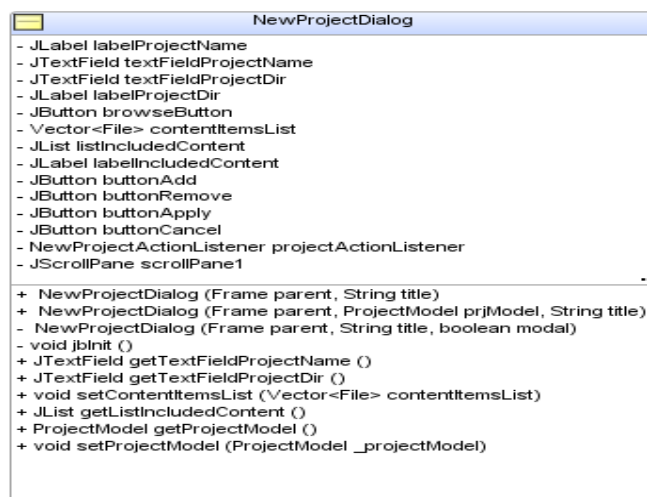 NewProjectDialog
- JLabel labelProjectName
- JTextField textFieldProjectName
- JTextField textFieldProjectDir
- JLabel labelProjectDir
- JButton browseButton
- Vector<File> contentItemsList
- JList listIncludedContent
- JLabel labelIncludedContent
- JButton buttonAdd
- JButton buttonRemove
- JButton buttonApply
- JButton buttonCancel
- NewProjectActionListener projectActionListener
- JScrollPane scrollPane1
+ NewProjectDialog (Frame parent, String title)
+ NewProjectDialog (Frame parent, ProjectModel prjModel, String title)
- NewProjectDialog (Frame parent, String title, boolean modal)
- void jbInit ()
+ JTextField getTextFieldProjectName ()
+ JTextField getTextFieldProjectDir ()
+ void setContentItemsList (Vector<File> contentItemsList)
+ JList getListIncludedContent ()
+ ProjectModel getProjectModel ()
+ void setProjectModel (ProjectModel _projectModel)